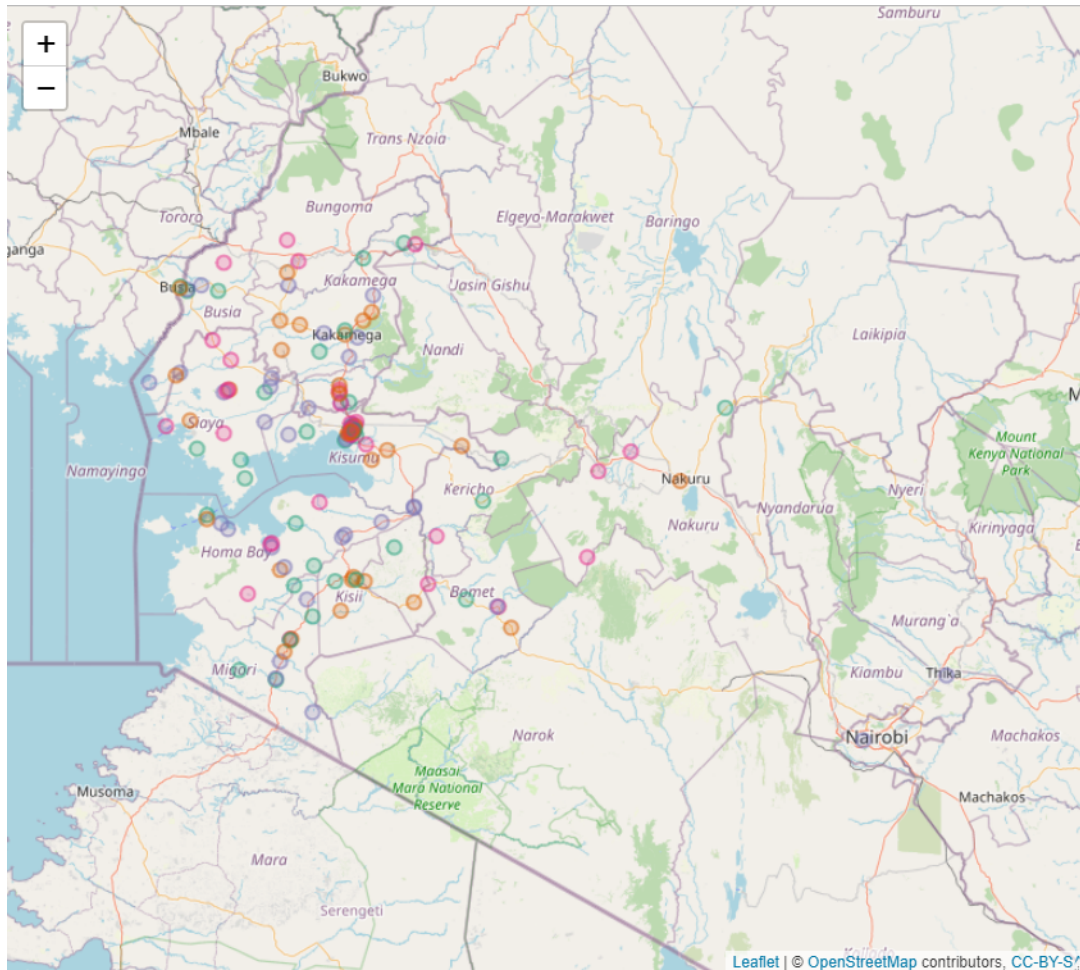 Samburu
+
−
Bukwo
Mbale
Trans Nzoia
Bungoma
Tororo
Elgeyo-Marakwet
Baringo
ganga
Kakamega
Uasin Gishu
Busia
Busia
Kakamega
Laikipia
Nandi
Siaya
Mount
Kenya National
Park
Kisumu
Namayingo
Nakuru
Kericho
Nyeri
Nyandarua
Nakuru
Kirinyaga
Homa Bay
Kisii
Bomet
Murang'a
Migori
Kiambu
Thika
Narok
Nairobi
Machakos
Maasai
Mara National
Reserve
Musoma
Machakos
Mara
Serengeti
Leaflet | © OpenStreetMap contributors, CC-BY-SA